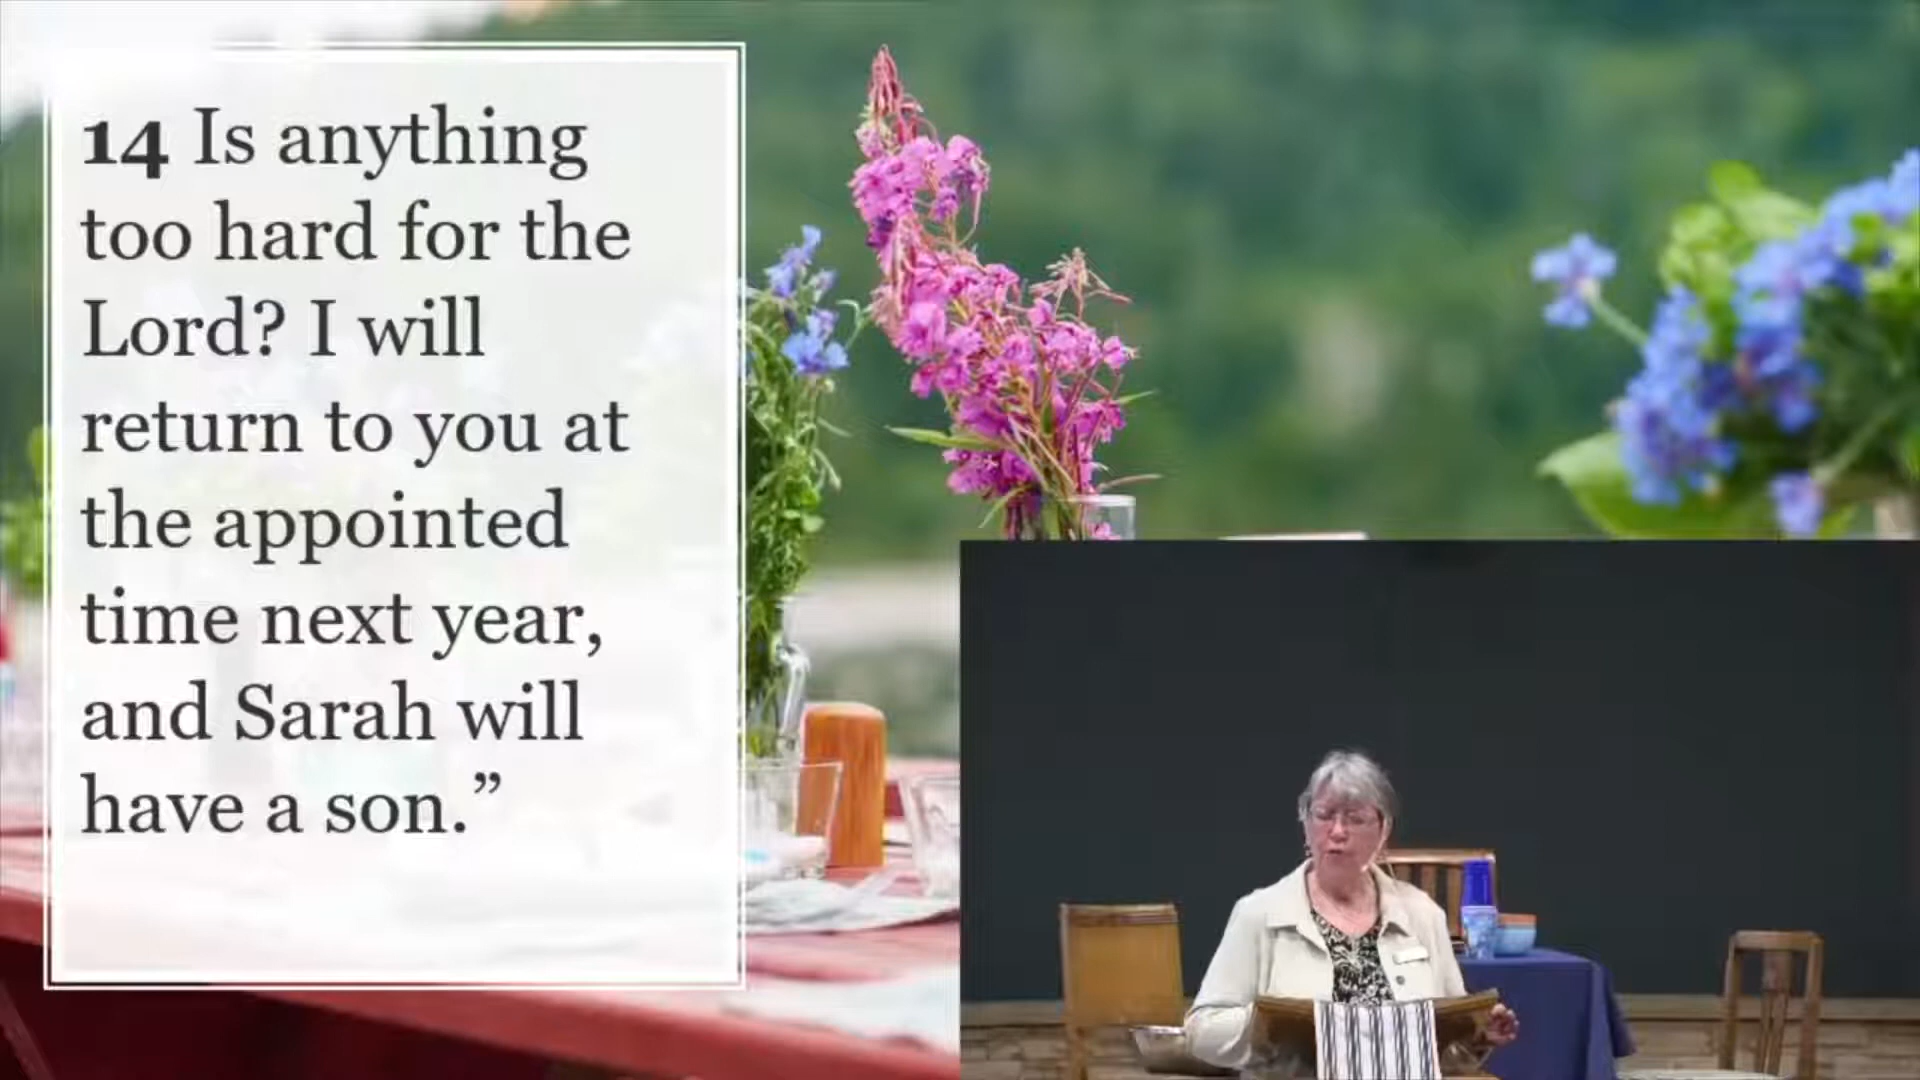 14 Is anything
too hard for the
Lord? I will
return to you at
the appointed
time next year,
and Sarah will
have a son.”